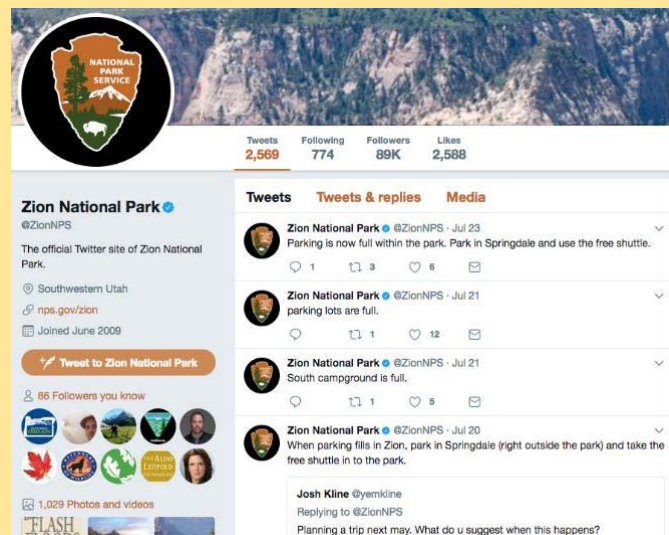 NATIONAL
PARK
SERVICE
Tweets
2,569
Following
774
Followers
89K
Likes
2,588
Zion National Park
@ZionNPS
The official Twitter site of Zion National
Park.
Southwestern Utah
nps.gov/zion
Joined June 2009
Tweet to Zion National Park
86 Followers you know
OREGON
THE ALDO
LEOPOLD
1,029 Photos and videos
FLASH
FLOODS
Tweets Tweets & replies Media
Zion National Park @ZionNPS · Jul 23
Parking is now full within the park. Park in Springdale and use the free shuttle.
1 3 6
Zion National Park @ZionNPS · Jul 21
parking lots are full.
1 12
Zion National Park @ZionNPS · Jul 21
South campground is full.
1 5
Zion National Park @ZionNPS · Jul 20
When parking fills in Zion, park in Springdale (right outside the park) and take the
free shuttle in to the park.
Josh Kline @yemkline
Replying to @ZionNPS
Planning a trip next may. What do u suggest when this happens?